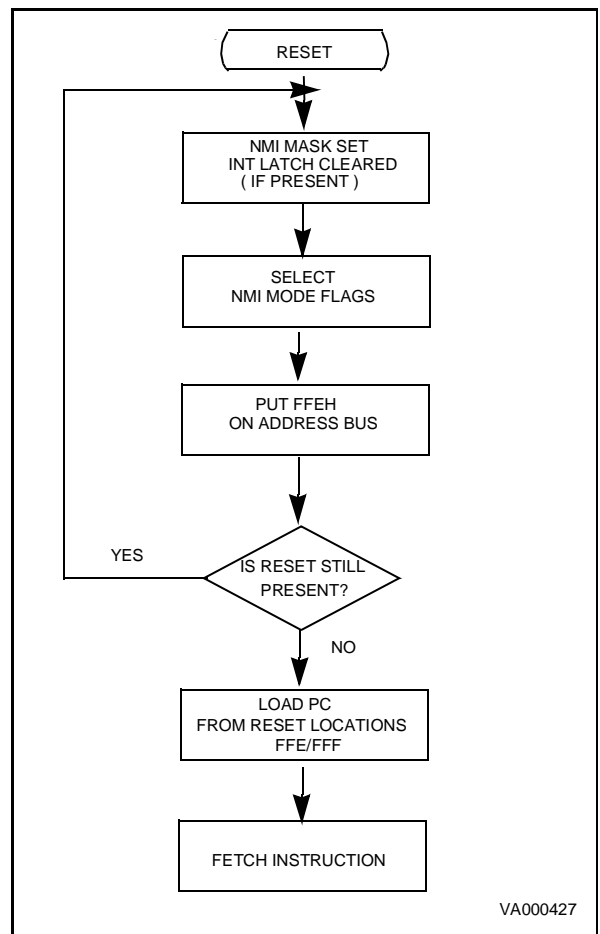 RESET
NMI MASK SET
INT LATCH CLEARED
( IF PRESENT )
SELECT
NMI MODE FLAGS
PUT FFEH
ON ADDRESS BUS
YES
IS RESET STILL
PRESENT?
NO
LOAD PC
FROM RESET LOCATIONS
FFE/FFF
FETCH INSTRUCTION
VA000427